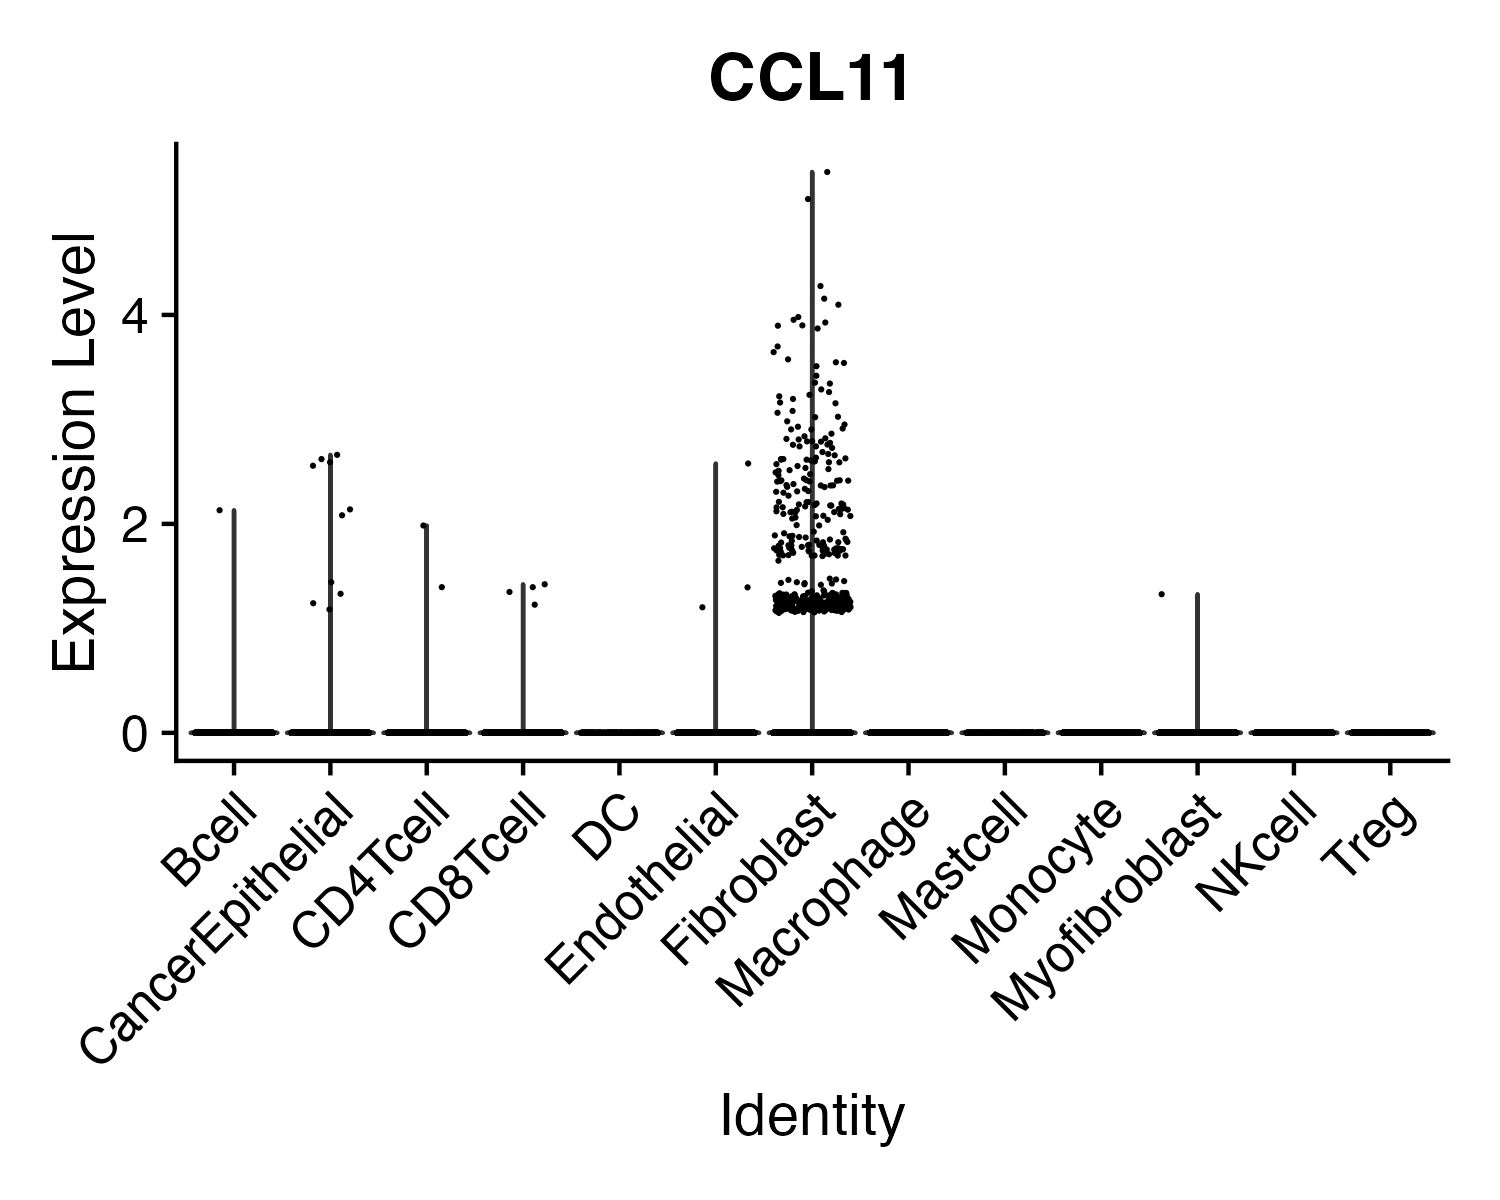 CCL11
Expression Level
4
2
0
Bcell
CancerEpithelial
CD4Tcell
CD8Tcell
DC
Endothelial
Fibroblast
Macrophage
Mastcell
Monocyte
Myofibroblast
NKcell
Treg
Identity